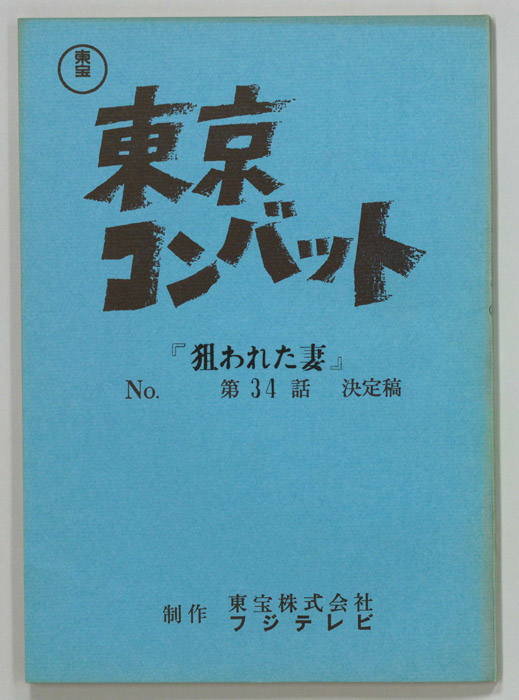 東宝
東京
コンバット
『狙われた妻』
No. 第34話 決定稿
制作 東宝株式会社
フジテレビ